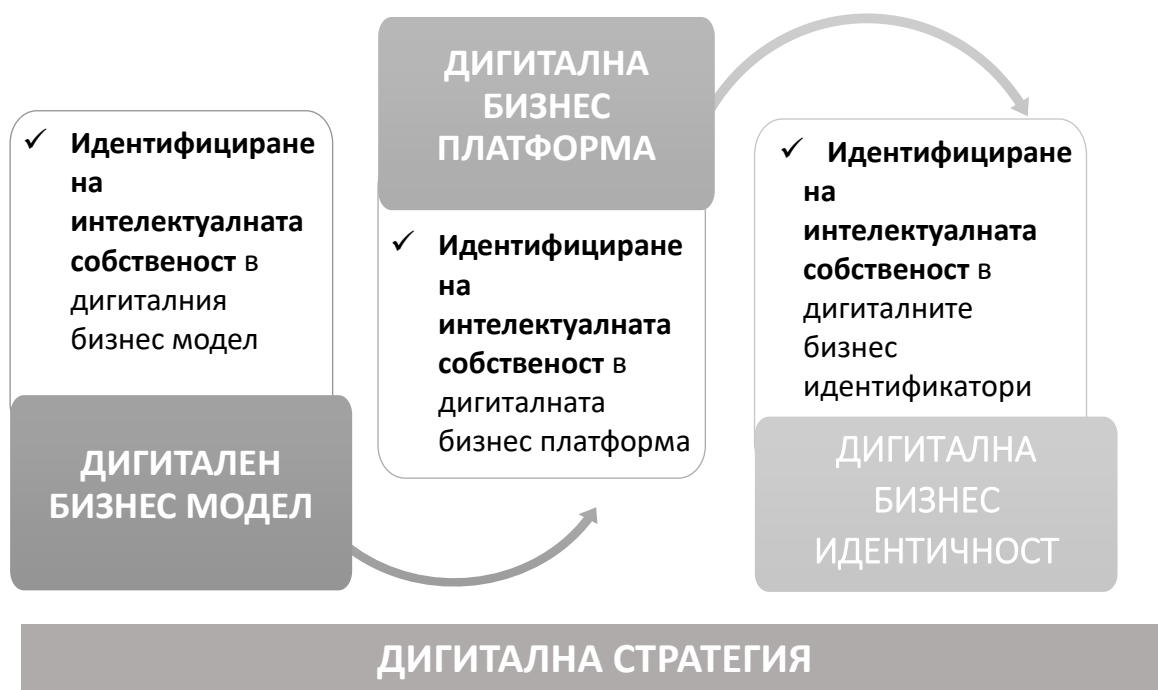 ✓ Идентифициране
на
интелектуалната
собственост в
дигиталния
бизнес модел
ДИГИТАЛЕН
БИЗНЕС МОДЕЛ
ДИГИТАЛНА
БИЗНЕС
ПЛАТФОРМА
✓ Идентифициране
на
интелектуалната
собственост в
дигиталната
бизнес платформа
✓ Идентифициране
на
интелектуалната
собственост в
дигиталните
бизнес
идентификатори
ДИГИТАЛНА
БИЗНЕС
ИДЕНТИЧНОСТ
ДИГИТАЛНА СТРАТЕГИЯ